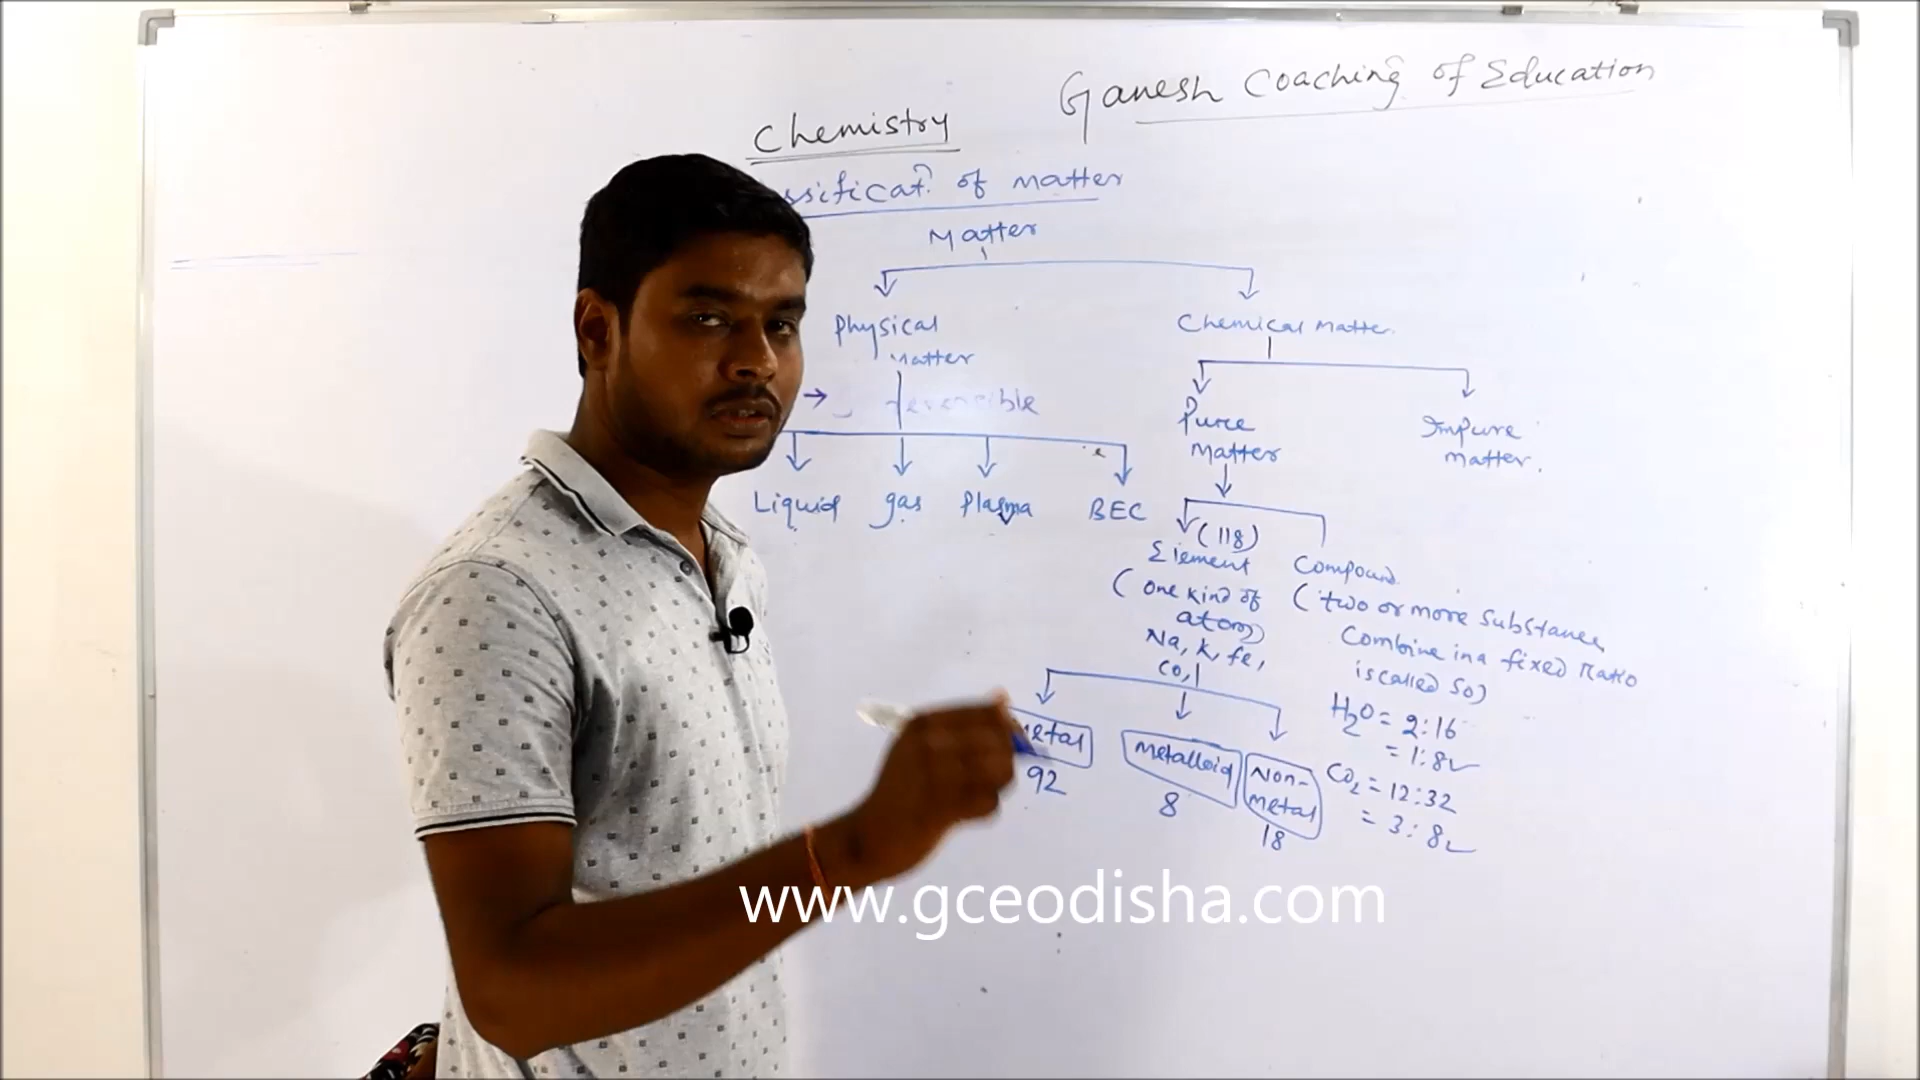 Ganesh Coaching of Education
Chemistry
ssificatn of matter
Matter
Physical
Matter
Chemical Matter.
→ reversible
Pure
Matter
Impure
matter.
Liquid gas Plasma BEC
(118)
Element
(one kind of
atom)
Na, K, Fe,
Co,
Compound
(two or more substance
Combine in a fixed Ratio
is called so)
H2O = 2:16
= 1:8
CO2 = 12:32
= 3:8
metal
92
Metalloid
8
Non-
metal
18
www.gceodisha.com